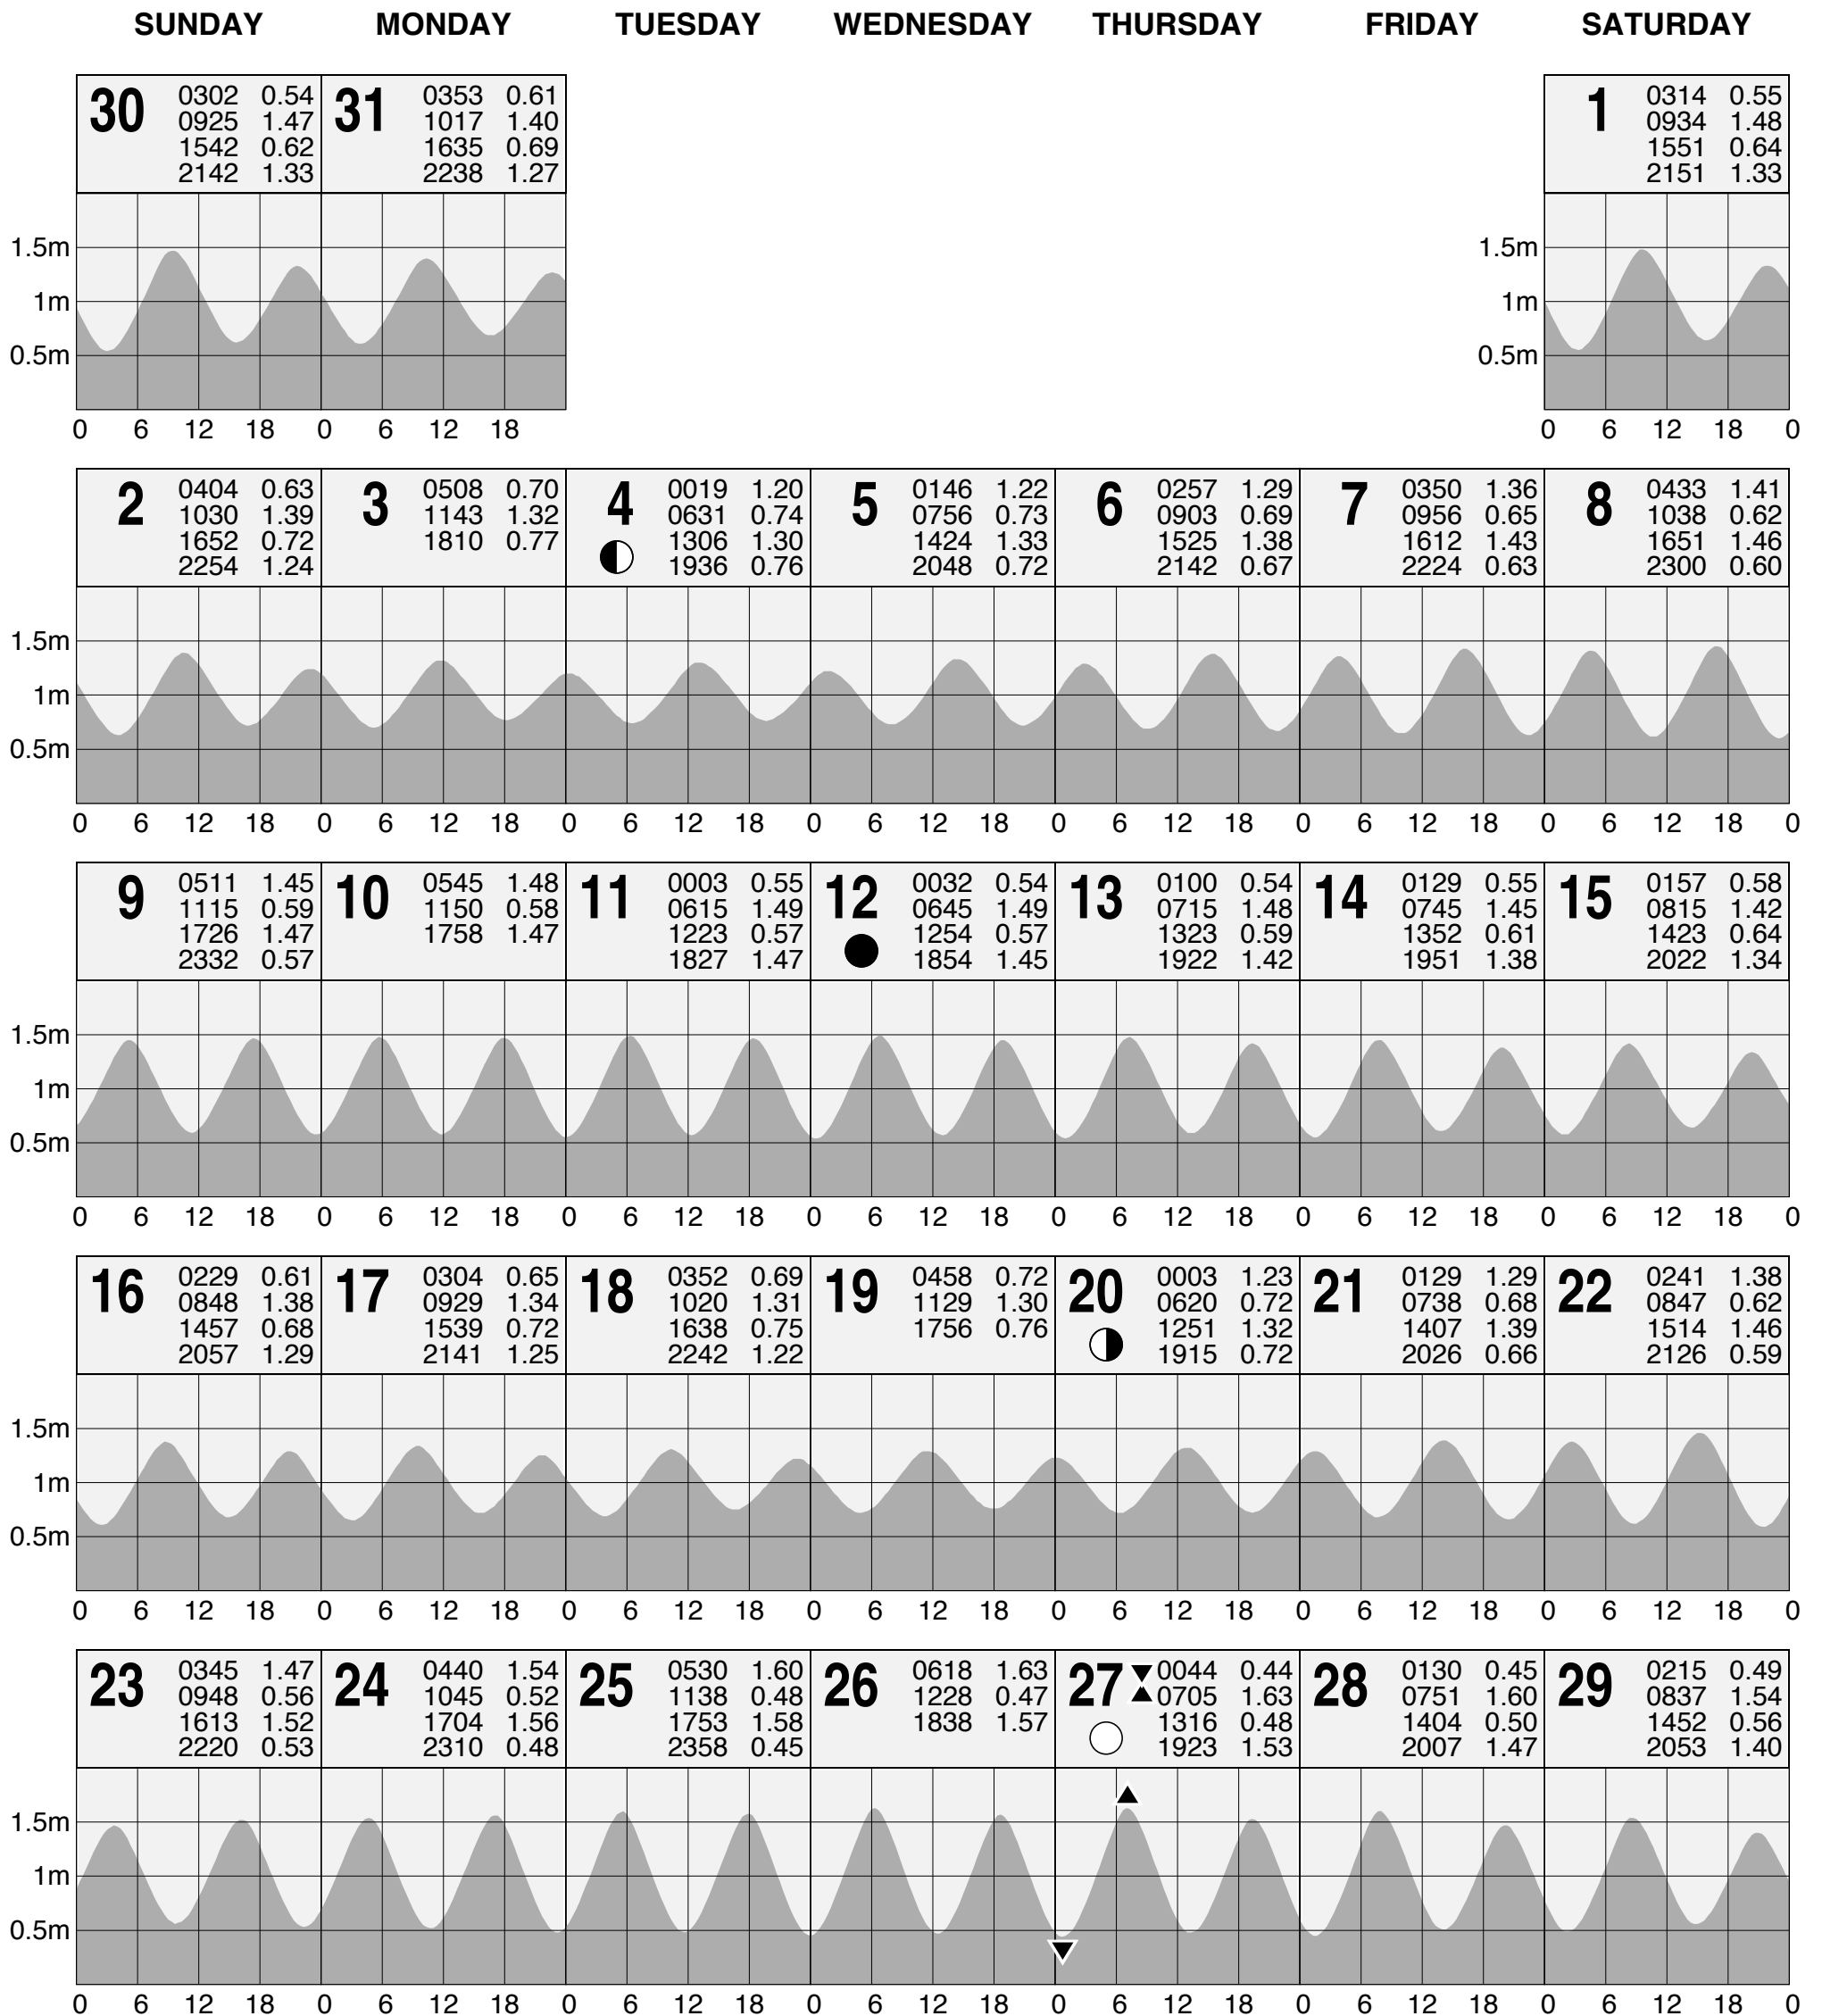 SUNDAY MONDAY TUESDAY WEDNESDAY THURSDAY FRIDAY SATURDAY
30 0302 0.54 31 0353 0.61 1 0314 0.55
0925 1.47 1017 1.40 0934 1.48
1542 0.62 1635 0.69 1551 0.64
2142 1.33 2238 1.27 2151 1.33
1.5m 1.5m
1m 1m
0.5m 0.5m
0 6 12 18 0 6 12 18 0 6 12 18 0
2 0404 0.63 3 0508 0.70 4 0019 1.20 5 0146 1.22 6 0257 1.29 7 0350 1.36 8 0433 1.41
1030 1.39 1143 1.32 0631 0.74 0756 0.73 0903 0.69 0956 0.65 1038 0.62
1652 0.72 1810 0.77 1306 1.30 1424 1.33 1525 1.38 1612 1.43 1651 1.46
2254 1.24 1936 0.76 2048 0.72 2142 0.67 2224 0.63 2300 0.60
1.5m
1m
0.5m
0 6 12 18 0 6 12 18 0 6 12 18 0 6 12 18 0 6 12 18 0 6 12 18 0 6 12 18 0
9 0511 1.45 10 0545 1.48 11 0003 0.55 12 0032 0.54 13 0100 0.54 14 0129 0.55 15 0157 0.58
1115 0.59 1150 0.58 0615 1.49 0645 1.49 0715 1.48 0745 1.45 0815 1.42
1726 1.47 1758 1.47 1223 0.57 1254 0.57 1323 0.59 1352 0.61 1423 0.64
2332 0.57 1827 1.47 1854 1.45 1922 1.42 1951 1.38 2022 1.34
1.5m
1m
0.5m
0 6 12 18 0 6 12 18 0 6 12 18 0 6 12 18 0 6 12 18 0 6 12 18 0 6 12 18 0
16 0229 0.61 17 0304 0.65 18 0352 0.69 19 0458 0.72 20 0003 1.23 21 0129 1.29 22 0241 1.38
0848 1.38 0929 1.34 1020 1.31 1129 1.30 0620 0.72 0738 0.68 0847 0.62
1457 0.68 1539 0.72 1638 0.75 1756 0.76 1251 1.32 1407 1.39 1514 1.46
2057 1.29 2141 1.25 2242 1.22 1915 0.72 2026 0.66 2126 0.59
1.5m
1m
0.5m
0 6 12 18 0 6 12 18 0 6 12 18 0 6 12 18 0 6 12 18 0 6 12 18 0 6 12 18 0
23 0345 1.47 24 0440 1.54 25 0530 1.60 26 0618 1.63 27 0044 0.44 28 0130 0.45 29 0215 0.49
0948 0.56 1045 0.52 1138 0.48 1228 0.47 0705 1.63 0751 1.60 0837 1.54
1613 1.52 1704 1.56 1753 1.58 1838 1.57 1316 0.48 1404 0.50 1452 0.56
2220 0.53 2310 0.48 2358 0.45 1923 1.53 2007 1.47 2053 1.40
1.5m
1m
0.5m
0 6 12 18 0 6 12 18 0 6 12 18 0 6 12 18 0 6 12 18 0 6 12 18 0 6 12 18 0